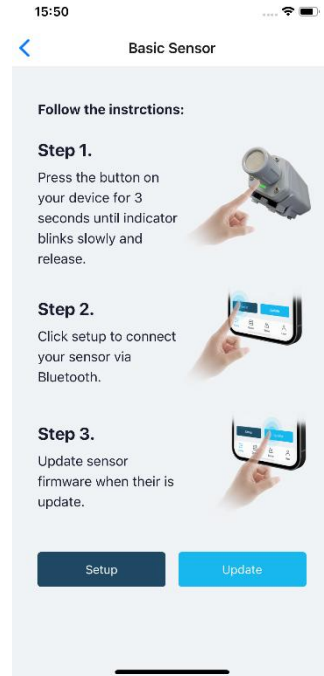 15:50
Basic Sensor
Follow the instrctions:
Step 1.
Press the button on
your device for 3
seconds until indicator
blinks slowly and
release.
Step 2.
Click setup to connect
your sensor via
Bluetooth.
Step 3.
Update sensor
firmware when their is
update.
Setup
Update